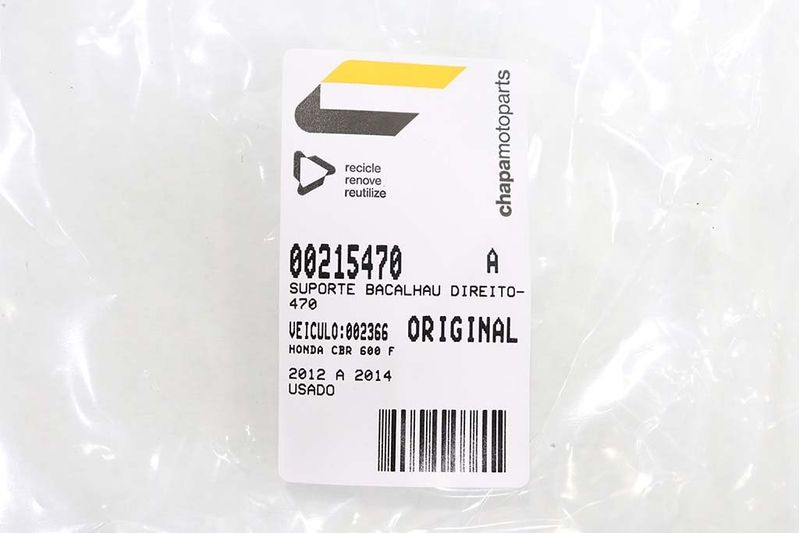 chapamotoparts
recicle
renove
reutilize
00215470 A
SUPORTE BACALHAU DIREITO-
470
VEICULO:002366 ORIGINAL
HONDA CBR 600 F
2012 A 2014
USADO